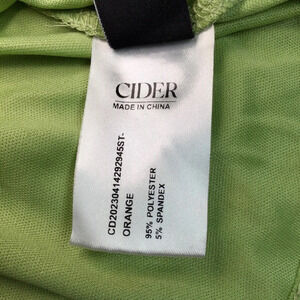 CIDER
MADE IN CHINA
CD20230414292945ST-
ORANGE
95% POLYESTER
5% SPANDEX